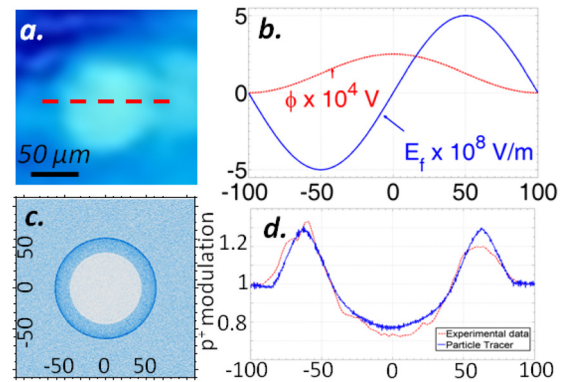 a.
50 μm
b.
5
0
-5
ϕ x 10⁴ V
E_f x 10⁸ V/m
-100 -50 0 50 100
c.
50
0
-50
-50 0 50
d.
p⁺ modulation
1.2
1
0.8
Experimental data
Particle Tracer
-100 -50 0 50 100